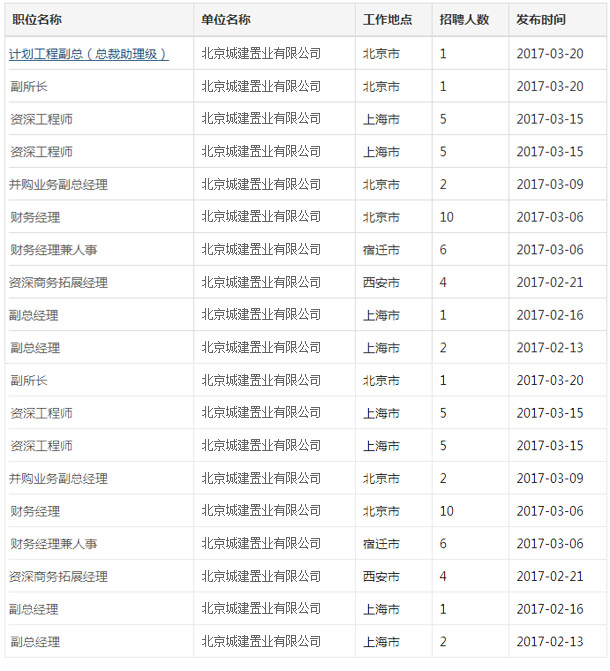 职位名称 单位名称 工作地点 招聘人数 发布时间
计划工程副总（总裁助理级） 北京城建置业有限公司 北京市 1 2017-03-20
副所长 北京城建置业有限公司 北京市 1 2017-03-20
资深工程师 北京城建置业有限公司 上海市 5 2017-03-15
资深工程师 北京城建置业有限公司 上海市 5 2017-03-15
并购业务副总经理 北京城建置业有限公司 北京市 2 2017-03-09
财务经理 北京城建置业有限公司 北京市 10 2017-03-06
财务经理兼人事 北京城建置业有限公司 宿迁市 6 2017-03-06
资深商务拓展经理 北京城建置业有限公司 西安市 4 2017-02-21
副总经理 北京城建置业有限公司 上海市 1 2017-02-16
副总经理 北京城建置业有限公司 上海市 2 2017-02-13
副所长 北京城建置业有限公司 北京市 1 2017-03-20
资深工程师 北京城建置业有限公司 上海市 5 2017-03-15
资深工程师 北京城建置业有限公司 上海市 5 2017-03-15
并购业务副总经理 北京城建置业有限公司 北京市 2 2017-03-09
财务经理 北京城建置业有限公司 北京市 10 2017-03-06
财务经理兼人事 北京城建置业有限公司 宿迁市 6 2017-03-06
资深商务拓展经理 北京城建置业有限公司 西安市 4 2017-02-21
副总经理 北京城建置业有限公司 上海市 1 2017-02-16
副总经理 北京城建置业有限公司 上海市 2 2017-02-13